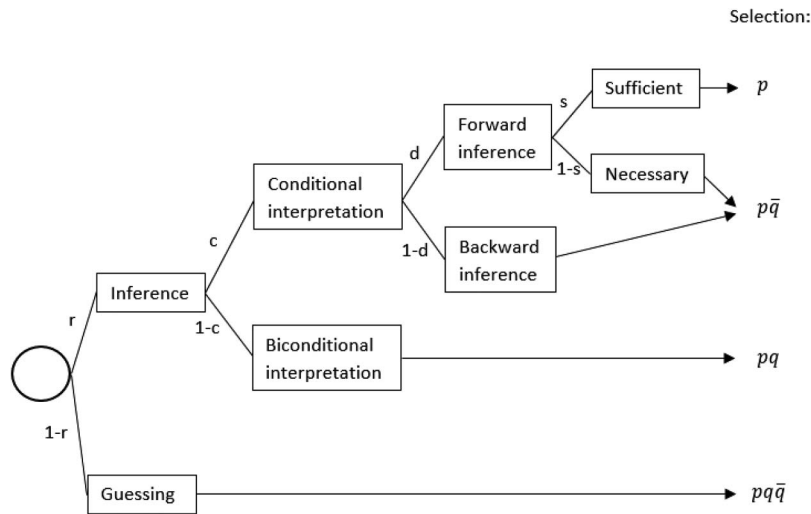 Selection:
s
Sufficient
p
Forward
inference
d
1-s
Necessary
Conditional
interpretation
pq̄
c
1-d
Backward
inference
Inference
r
1-c
Biconditional
interpretation
pq
1-r
Guessing
pqq̄